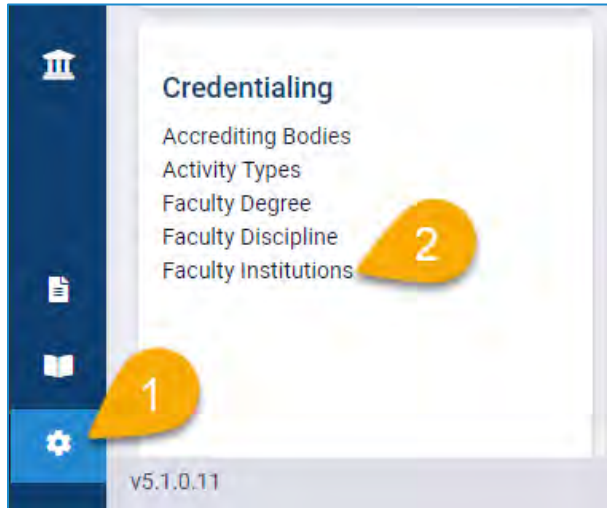 Credentialing
Accrediting Bodies
Activity Types
Faculty Degree
Faculty Discipline
Faculty Institutions
2
1
v5.1.0.11